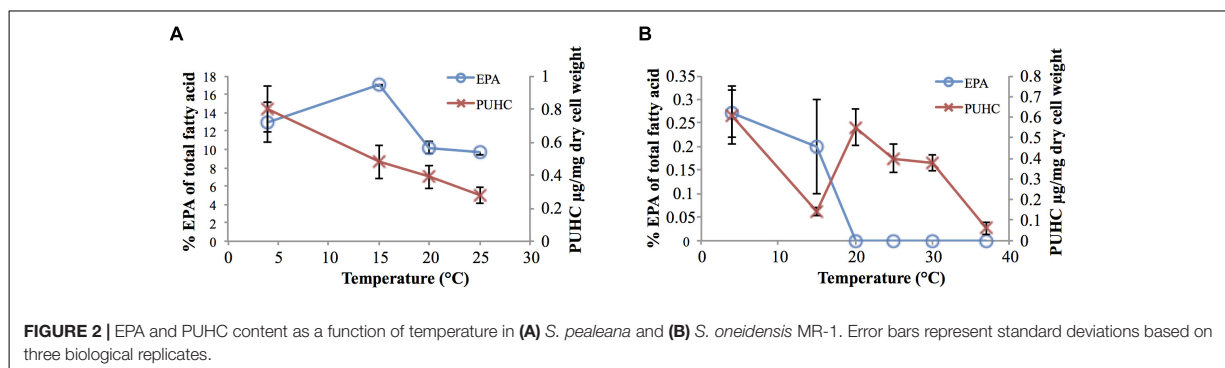 A
B
% EPA of total fatty acid
18
16
14
12
10
8
6
4
2
0
0 5 10 15 20 25 30
Temperature (°C)
1
0.8
0.6
0.4
0.2
0
PUHC µg/mg dry cell weight
EPA
PUHC
% EPA of total fatty acid
0.35
0.3
0.25
0.2
0.15
0.1
0.05
0
0 10 20 30 40
Temperature (°C)
0.8
0.7
0.6
0.5
0.4
0.3
0.2
0.1
0
PUHC µg/mg dry cell weight
EPA
PUHC
FIGURE 2 | EPA and PUHC content as a function of temperature in (A) S. pealeana and (B) S. oneidensis MR-1. Error bars represent standard deviations based on
three biological replicates.